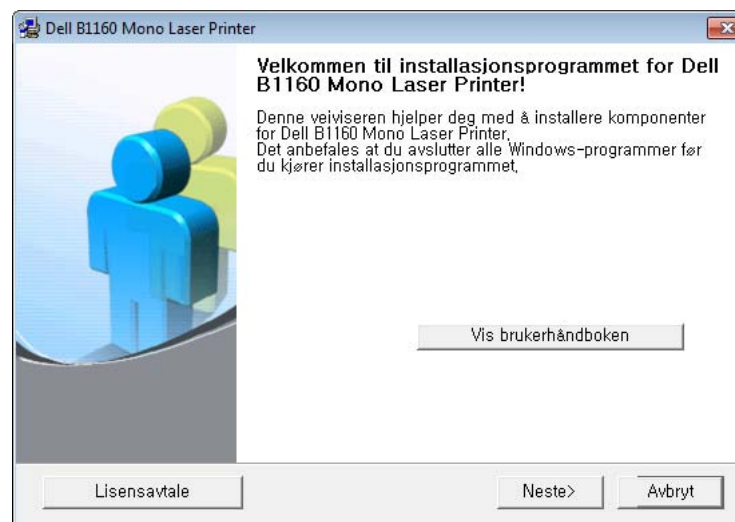 Dell B1160 Mono Laser Printer
Velkommen til installasjonsprogrammet for Dell
B1160 Mono Laser Printer!
Denne veiviseren hjelper deg med å installere komponenter
for Dell B1160 Mono Laser Printer.
Det anbefales at du avslutter alle Windows-programmer før
du kjører installasjonsprogrammet.
Vis brukerhåndboken
Lisensavtale
Neste>
Avbryt